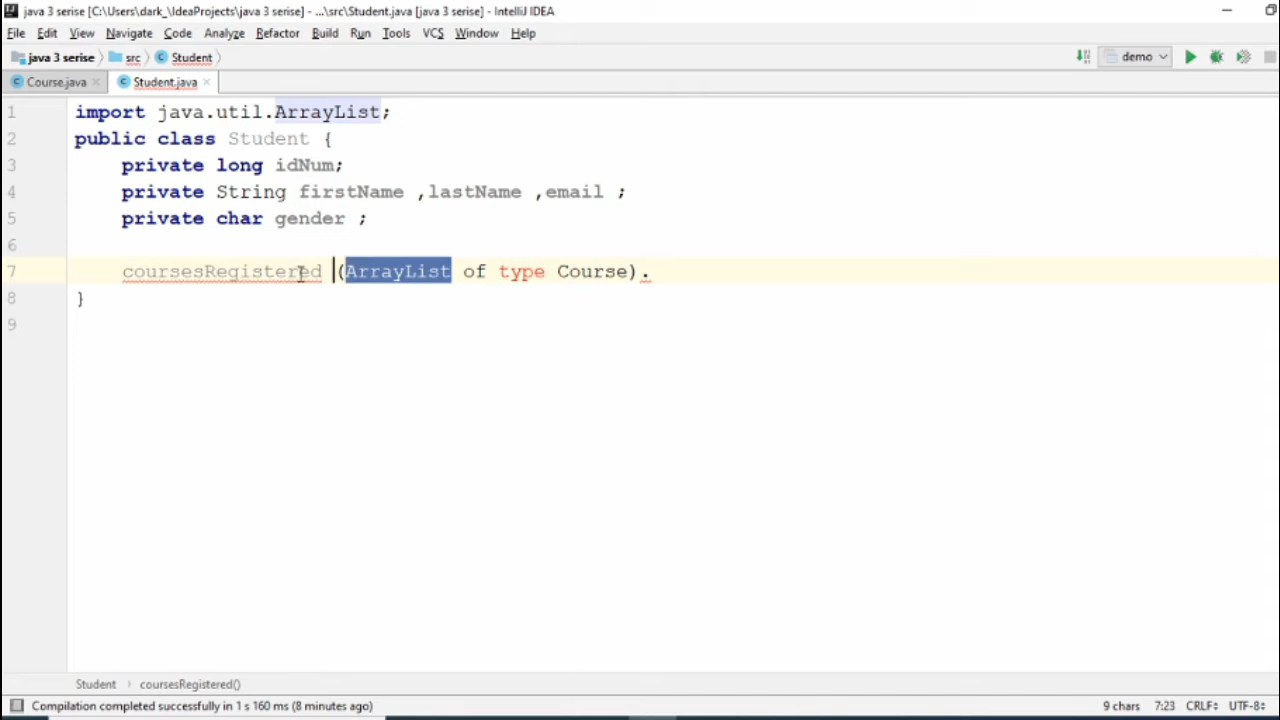 java 3 serise [C:\Users\dark_\IdeaProjects\java 3 serise] - ...\src\Student.java [java 3 serise] - IntelliJ IDEA
File Edit View Navigate Code Analyze Refactor Build Run Tools VCS Window Help
java 3 serise src Student demo
Course.java Student.java
1 import java.util.ArrayList;
2 public class Student {
3 private long idNum;
4 private String firstName ,lastName ,email ;
5 private char gender ;
6
7 coursesRegistered (ArrayList of type Course).
8 }
9
Student coursesRegistered()
Compilation completed successfully in 1 s 160 ms (8 minutes ago) 9 chars 7:23 CRLF UTF-8